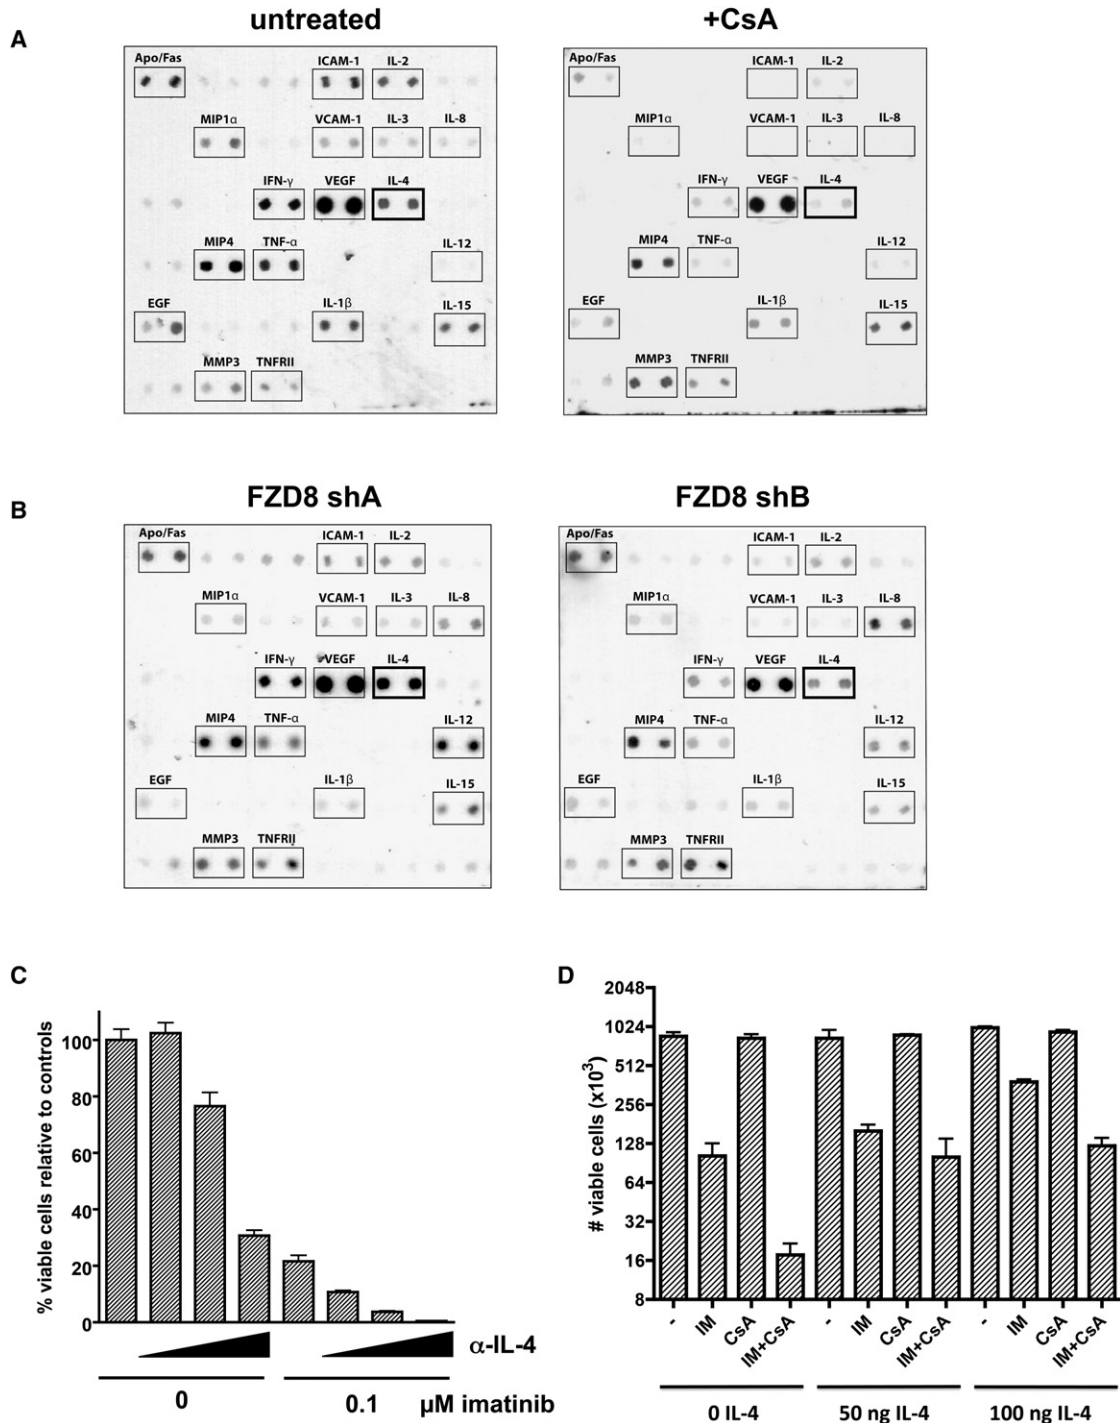 untreated +CsA
A
Apo/Fas ICAM-1 IL-2 Apo/Fas ICAM-1 IL-2
MIP1α VCAM-1 IL-3 IL-8 MIP1α VCAM-1 IL-3 IL-8
IFN-γ VEGF IL-4 IFN-γ VEGF IL-4
MIP4 TNF-α IL-12 MIP4 TNF-α IL-12
EGF IL-1β IL-15 EGF IL-1β IL-15
MMP3 TNFRII MMP3 TNFRII
FZD8 shA FZD8 shB
B
Apo/Fas ICAM-1 IL-2 Apo/Fas ICAM-1 IL-2
MIP1α VCAM-1 IL-3 IL-8 MIP1α VCAM-1 IL-3 IL-8
IFN-γ VEGF IL-4 IFN-γ VEGF IL-4
MIP4 TNF-α IL-12 MIP4 TNF-α IL-12
EGF IL-1β IL-15 EGF IL-1β IL-15
MMP3 TNFRII MMP3 TNFRII
C
% viable cells relative to controls
100
80
60
40
20
0
α-IL-4
0 0.1 μM imatinib
D
# viable cells (x10³)
2048
1024
512
256
128
64
32
16
8
- IM CsA IM+CsA - IM CsA IM+CsA - IM CsA IM+CsA
0 IL-4 50 ng IL-4 100 ng IL-4